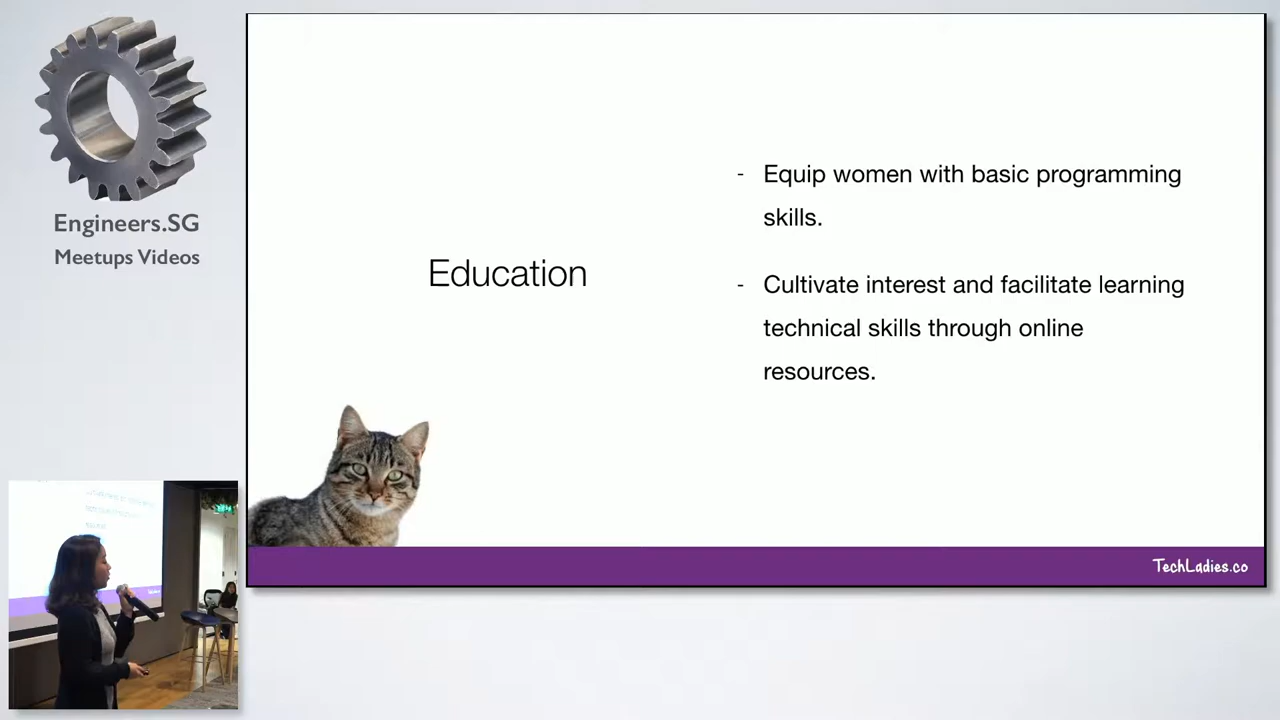 Engineers.SG
Meetups Videos
Education
- Equip women with basic programming
skills.
- Cultivate interest and facilitate learning
technical skills through online
resources.
TechLadies.co